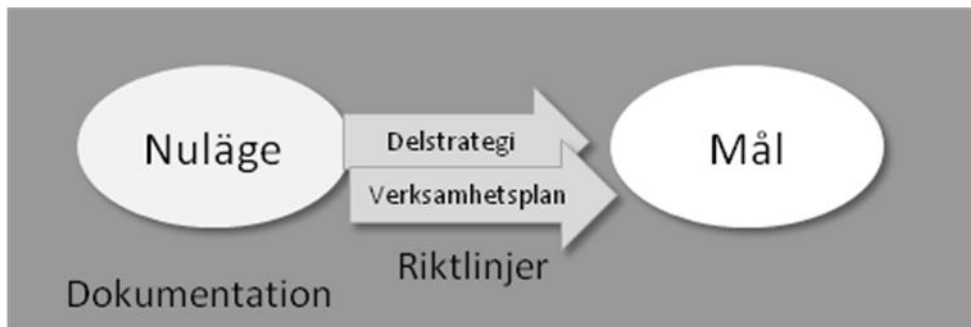 Nuläge
Delstrategi
Verksamhetsplan
Mål
Riktlinjer
Dokumentation